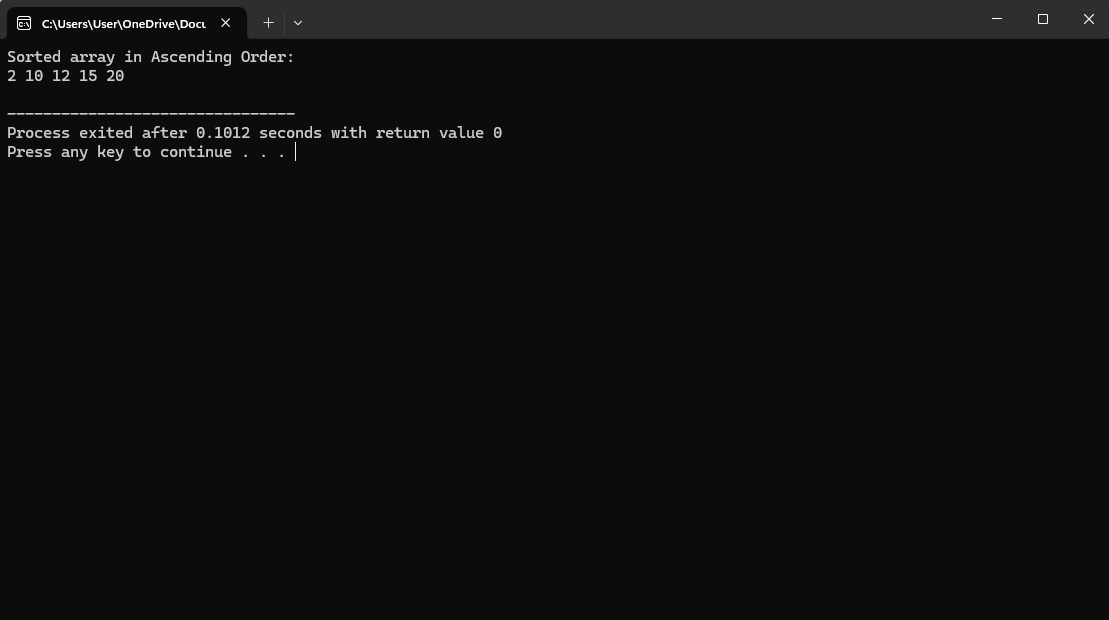 C:\Users\User\OneDrive\Docu
Sorted array in Ascending Order:
2 10 12 15 20
--------------------------------
Process exited after 0.1012 seconds with return value 0
Press any key to continue . . .